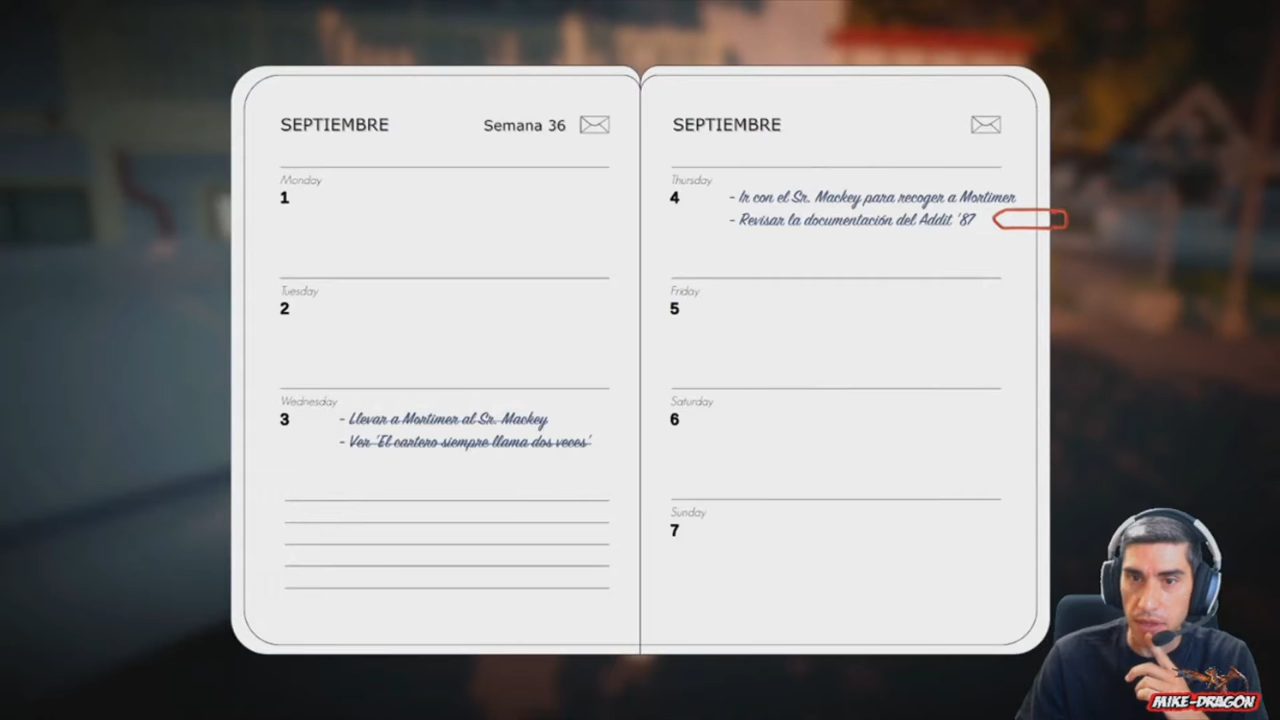 SEPTIEMBRE
Semana 36
Monday
1
Tuesday
2
Wednesday
3
- Llevar a Mortimer al Sr. Mackey
- Ver 'El cartero siempre llama dos veces'
SEPTIEMBRE
Thursday
4
- Ir con el Sr. Mackey para recoger a Mortimer
- Revisar la documentación del Addit '87
Friday
5
Saturday
6
Sunday
7
MIKE-DRAGON